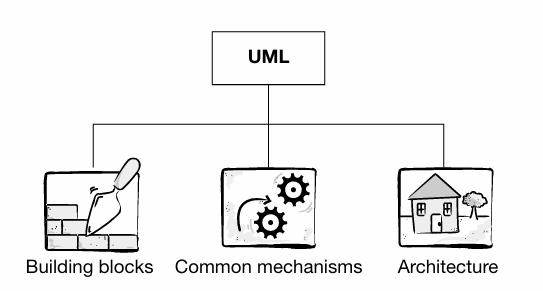 UML
Building blocks
Common mechanisms
Architecture